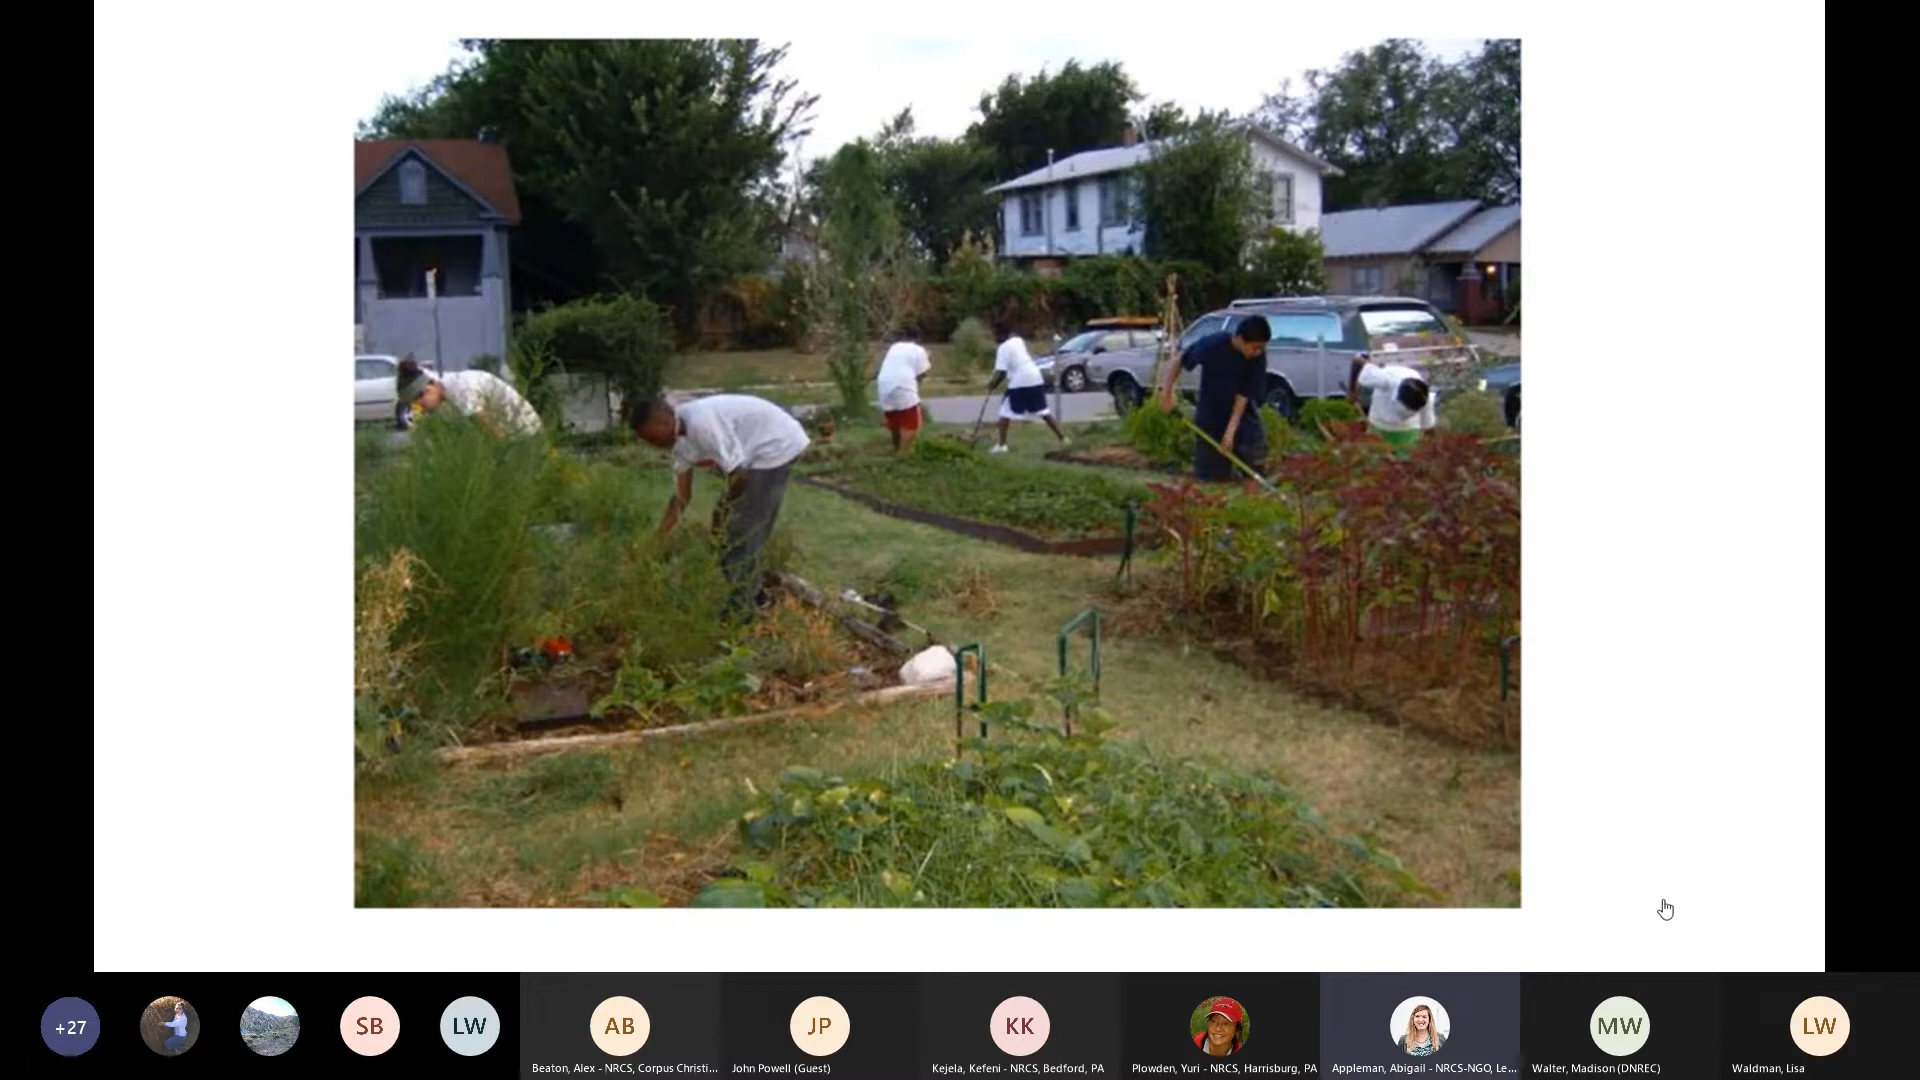 +27
SB
LW
AB
JP
KK
MW
LW
Beaton, Alex - NRCS, Corpus Christi...
John Powell (Guest)
Kejela, Kefeni - NRCS, Bedford, PA
Plowden, Yuri - NRCS, Harrisburg, PA
Appleman, Abigail - NRCS-NGO, Le...
Walter, Madison (DNREC)
Waldman, Lisa